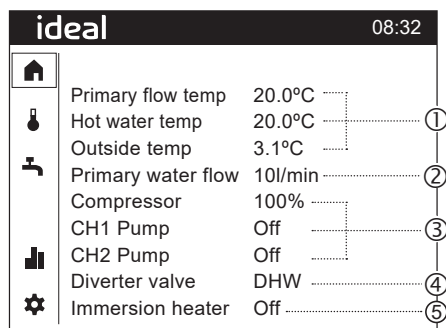 ideal 08:32
Primary flow temp 20.0ºC
Hot water temp 20.0ºC ①
Outside temp 3.1ºC
Primary water flow 10l/min ②
Compressor 100%
CH1 Pump Off ③
CH2 Pump Off
Diverter valve DHW ④
Immersion heater Off ⑤